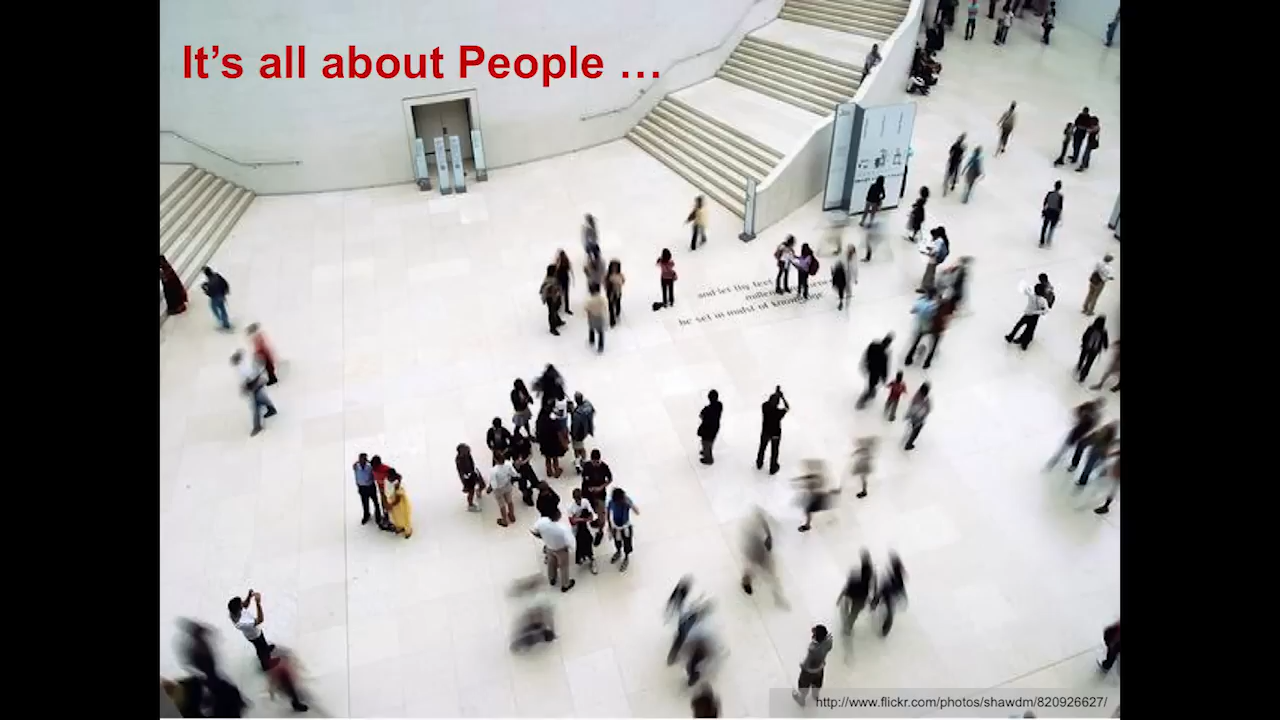 It's all about People ...
and let thy feet
millenniums
be set in midst of knowledge
http://www.flickr.com/photos/shawdm/820926627/